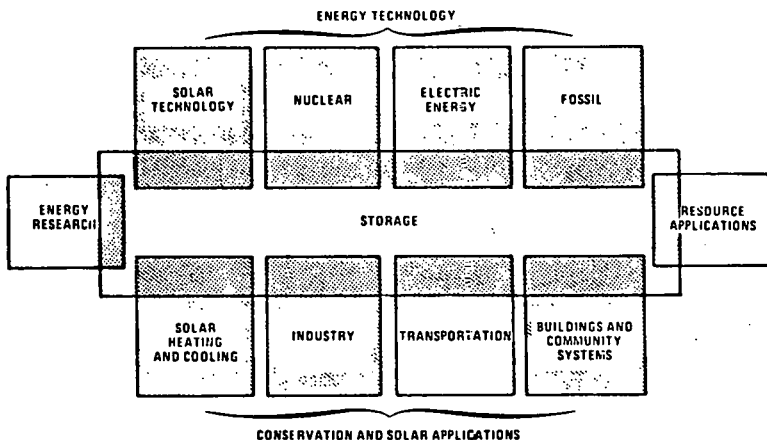 ENERGY TECHNOLOGY
SOLAR
TECHNOLOGY
NUCLEAR
ELECTRIC
ENERGY
FOSSIL
ENERGY
RESEARCH
STORAGE
RESOURCE
APPLICATIONS
SOLAR
HEATING
AND COOLING
INDUSTRY
TRANSPORTATION
BUILDINGS AND
COMMUNITY
SYSTEMS
CONSERVATION AND SOLAR APPLICATIONS